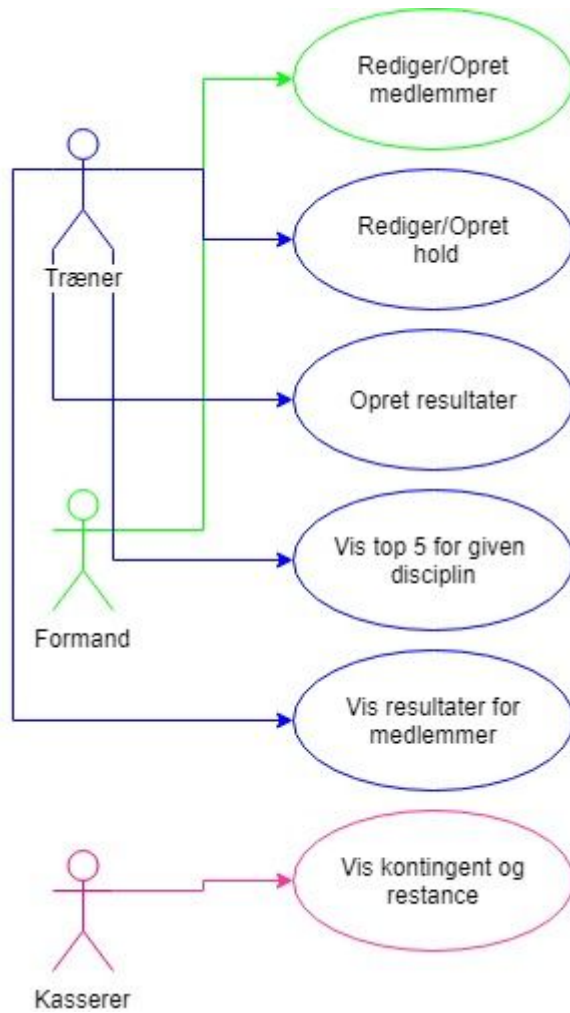 Rediger/Opret
medlemmer
Træner
Rediger/Opret
hold
Opret resultater
Vis top 5 for given
disciplin
Formand
Vis resultater for
medlemmer
Vis kontingent og
restance
Kasserer